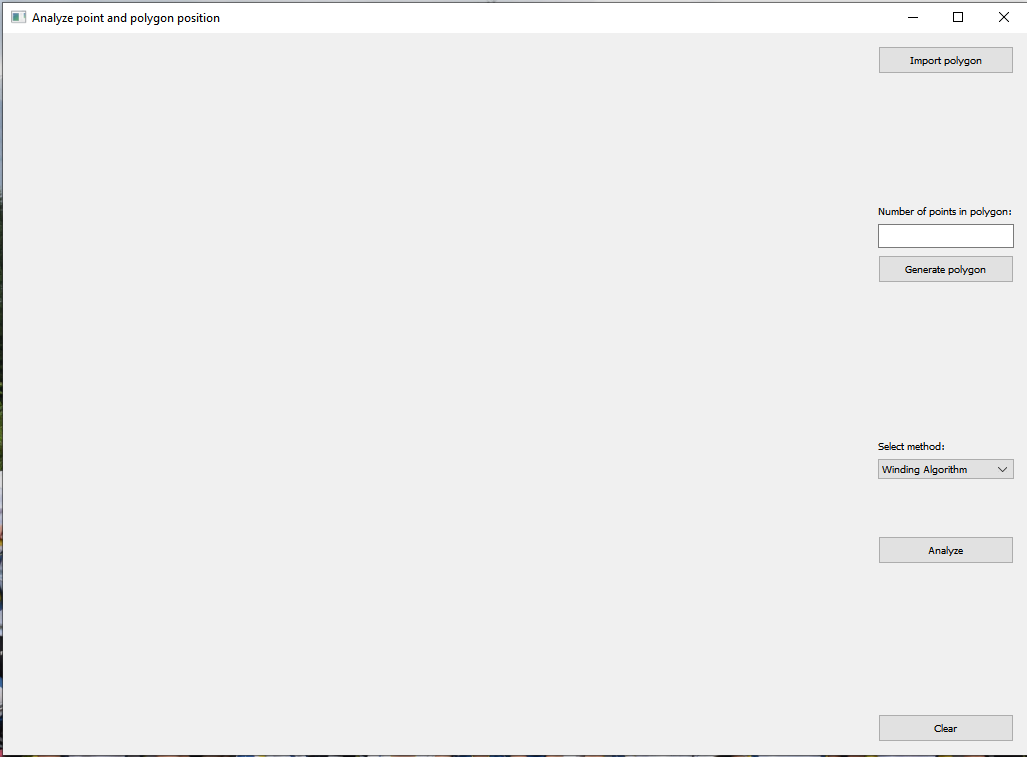 Analyze point and polygon position
Import polygon
Number of points in polygon:
Generate polygon
Select method:
Winding Algorithm
Analyze
Clear